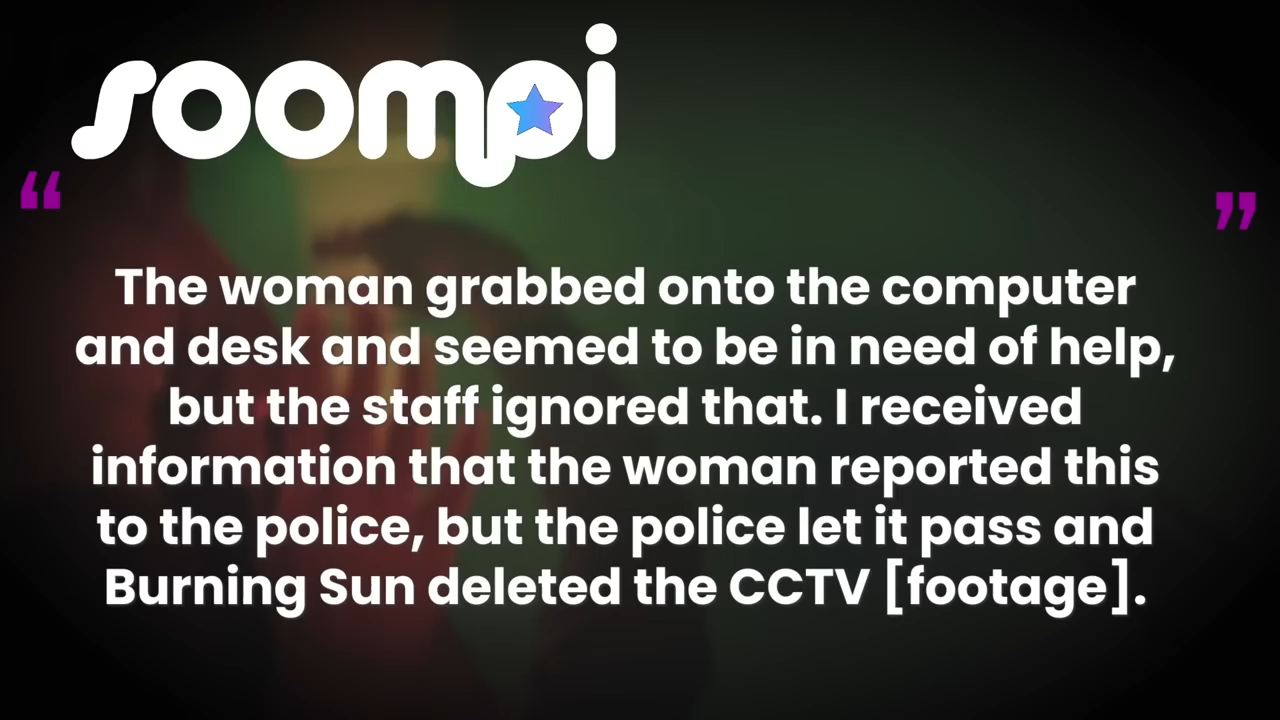 soompi
“ ”
The woman grabbed onto the computer
and desk and seemed to be in need of help,
but the staff ignored that. I received
information that the woman reported this
to the police, but the police let it pass and
Burning Sun deleted the CCTV [footage].